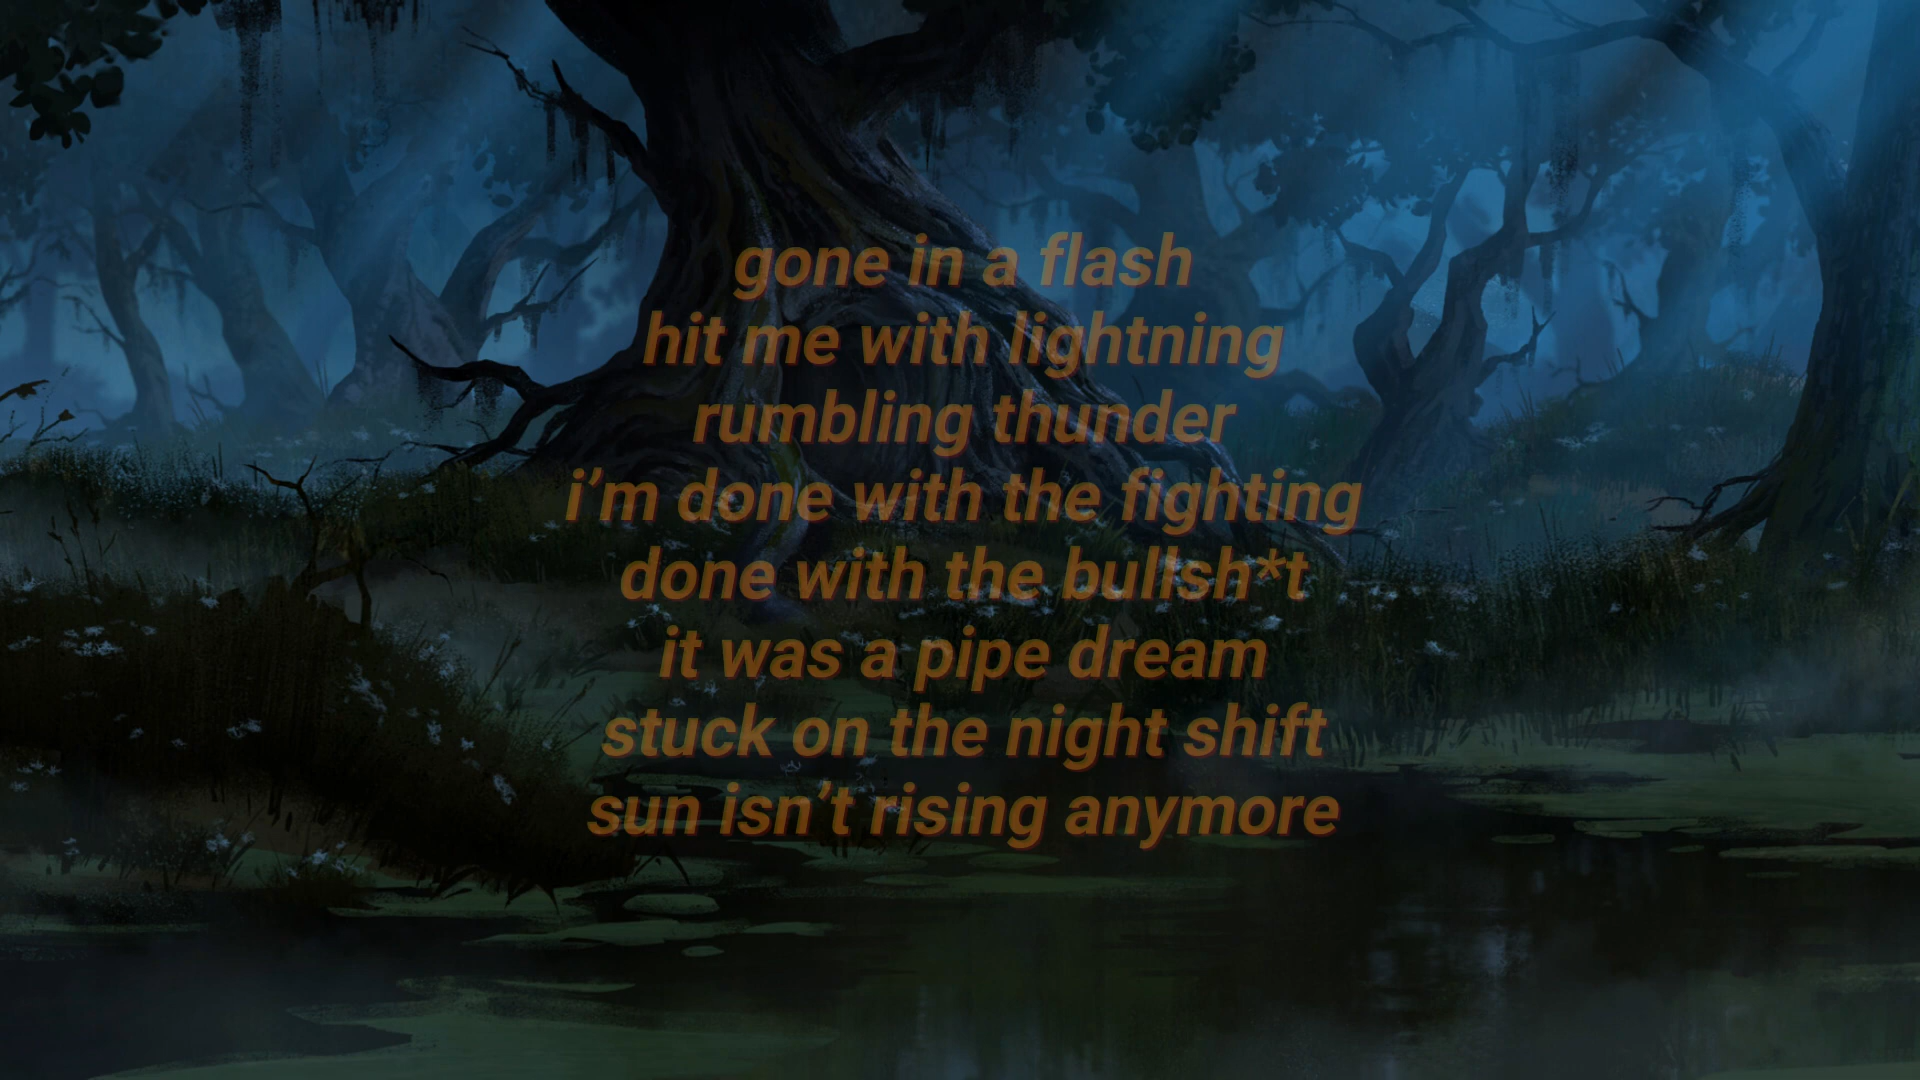 gone in a flash
hit me with lightning
rumbling thunder
i’m done with the fighting
done with the bullsh*t
it was a pipe dream
stuck on the night shift
sun isn’t rising anymore